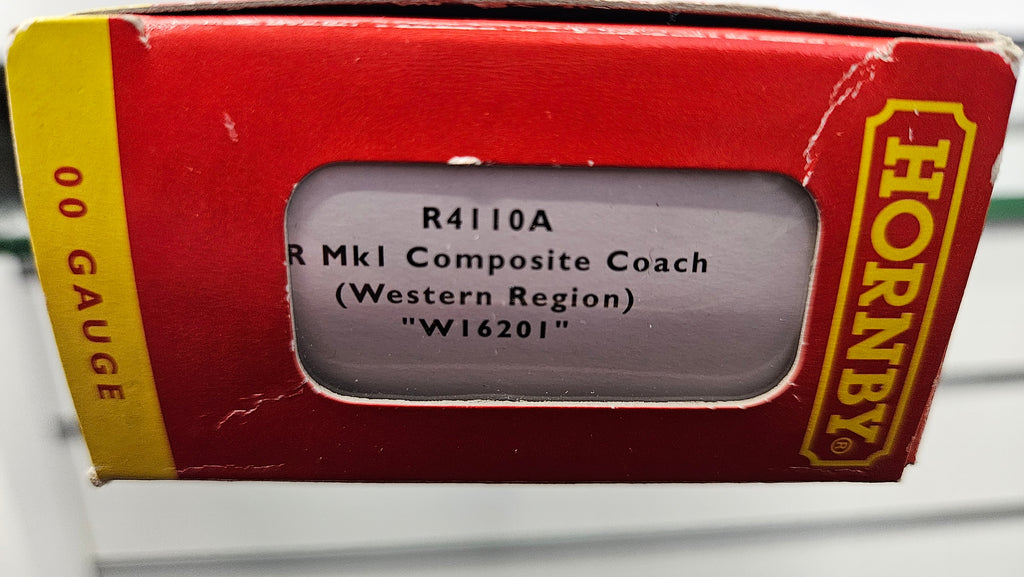 00 GAUGE
R4110A
R Mk1 Composite Coach
(Western Region)
"W16201"
HORNBY®